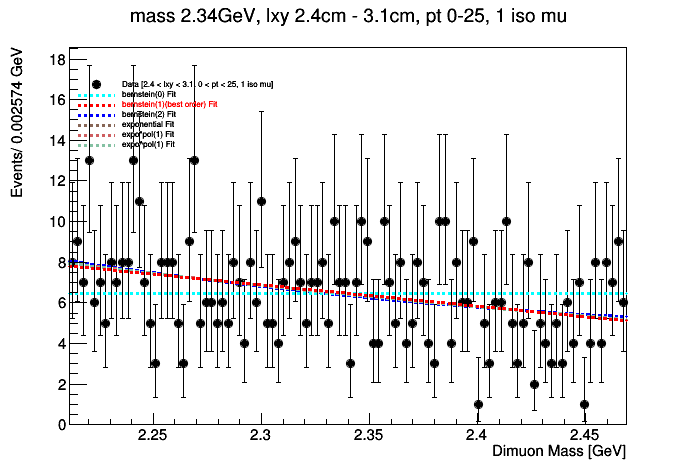 mass 2.34GeV, lxy 2.4cm - 3.1cm, pt 0-25, 1 iso mu
Events/ 0.002574 GeV
18
16
14
12
10
8
6
4
2
0
Data [2.4 < lxy < 3.1, 0 < pt < 25, 1 iso mu]
bernstein(0) Fit
bernstein(1)(best order) Fit
bernstein(2) Fit
exponential Fit
expo*pol(1) Fit
expo*pol(1) Fit
2.25 2.3 2.35 2.4 2.45
Dimuon Mass [GeV]